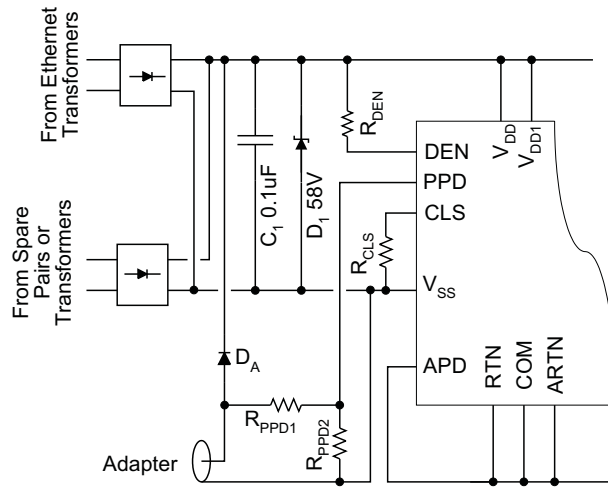 From Ethernet
Transformers
From Spare
Pairs or
Transformers
C1 0.1uF
D1 58V
RDEN
RCLS
VDD
VDD1
DEN
PPD
CLS
VSS
APD
RTN
COM
ARTN
DA
RPPD1
RPPD2
Adapter